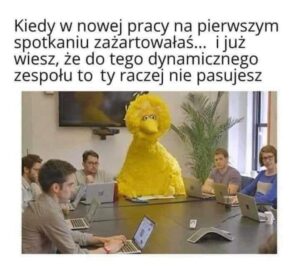 Kiedy w nowej pracy na pierwszym
spotkaniu zażartowałaś... i już
wiesz, że do tego dynamicznego
zespołu to ty raczej nie pasujesz